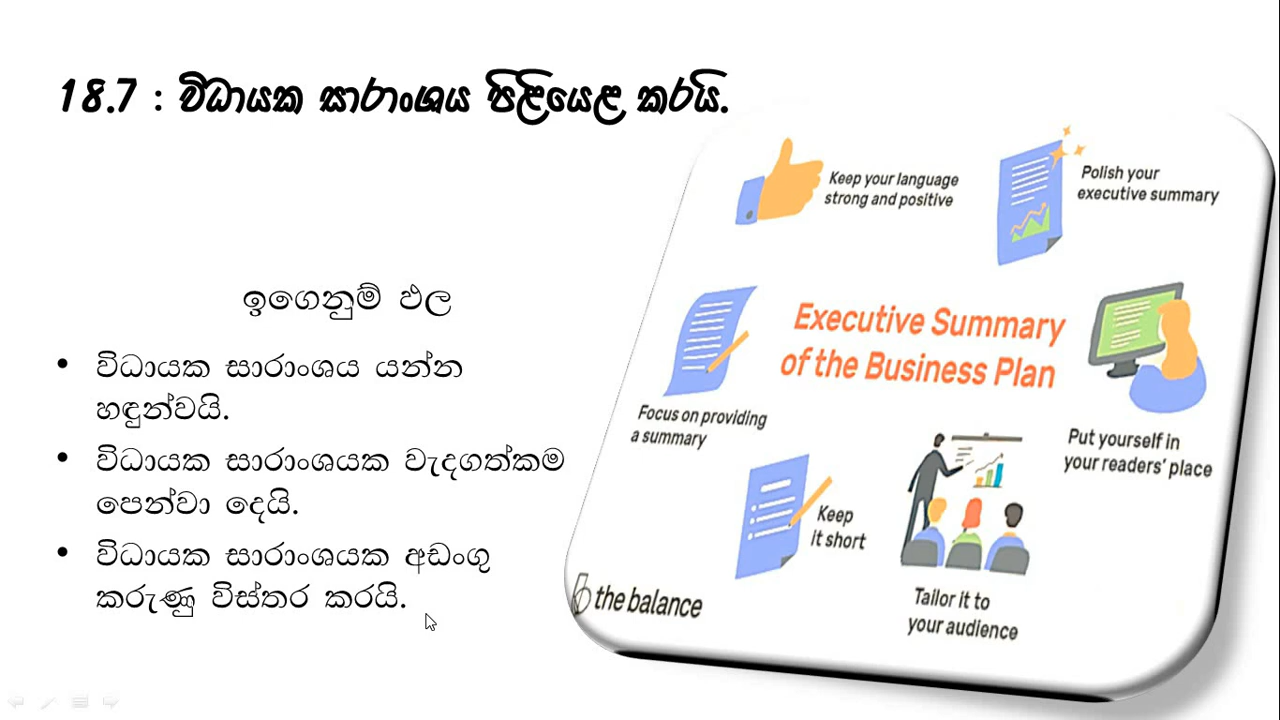 18.7 : විධායක සාරාංශය පිළියෙළ කරයි.
ඉගෙනුම් ඵල
• විධායක සාරාංශය යන්න
හඳුන්වයි.
• විධායක සාරාංශයක වැදගත්කම
පෙන්වා දෙයි.
• විධායක සාරාංශයක අඩංගු
කරුණු විස්තර කරයි.
Keep your language
strong and positive
Polish your
executive summary
Executive Summary
of the Business Plan
Focus on providing
a summary
Put yourself in
your readers' place
Keep
it short
Tailor it to
your audience
the balance